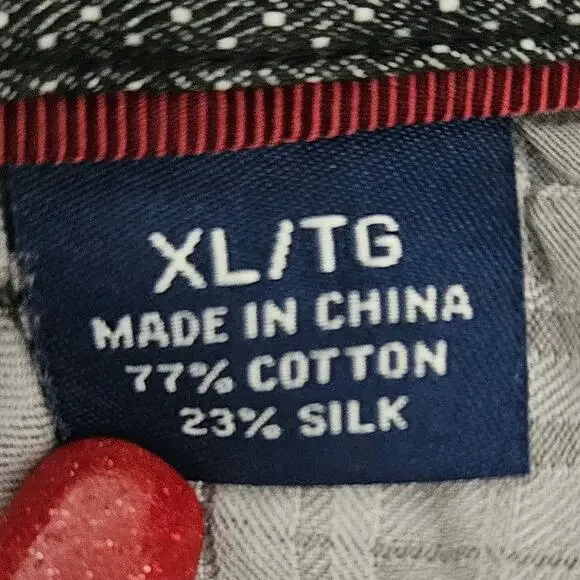 XL/TG
MADE IN CHINA
77% COTTON
23% SILK